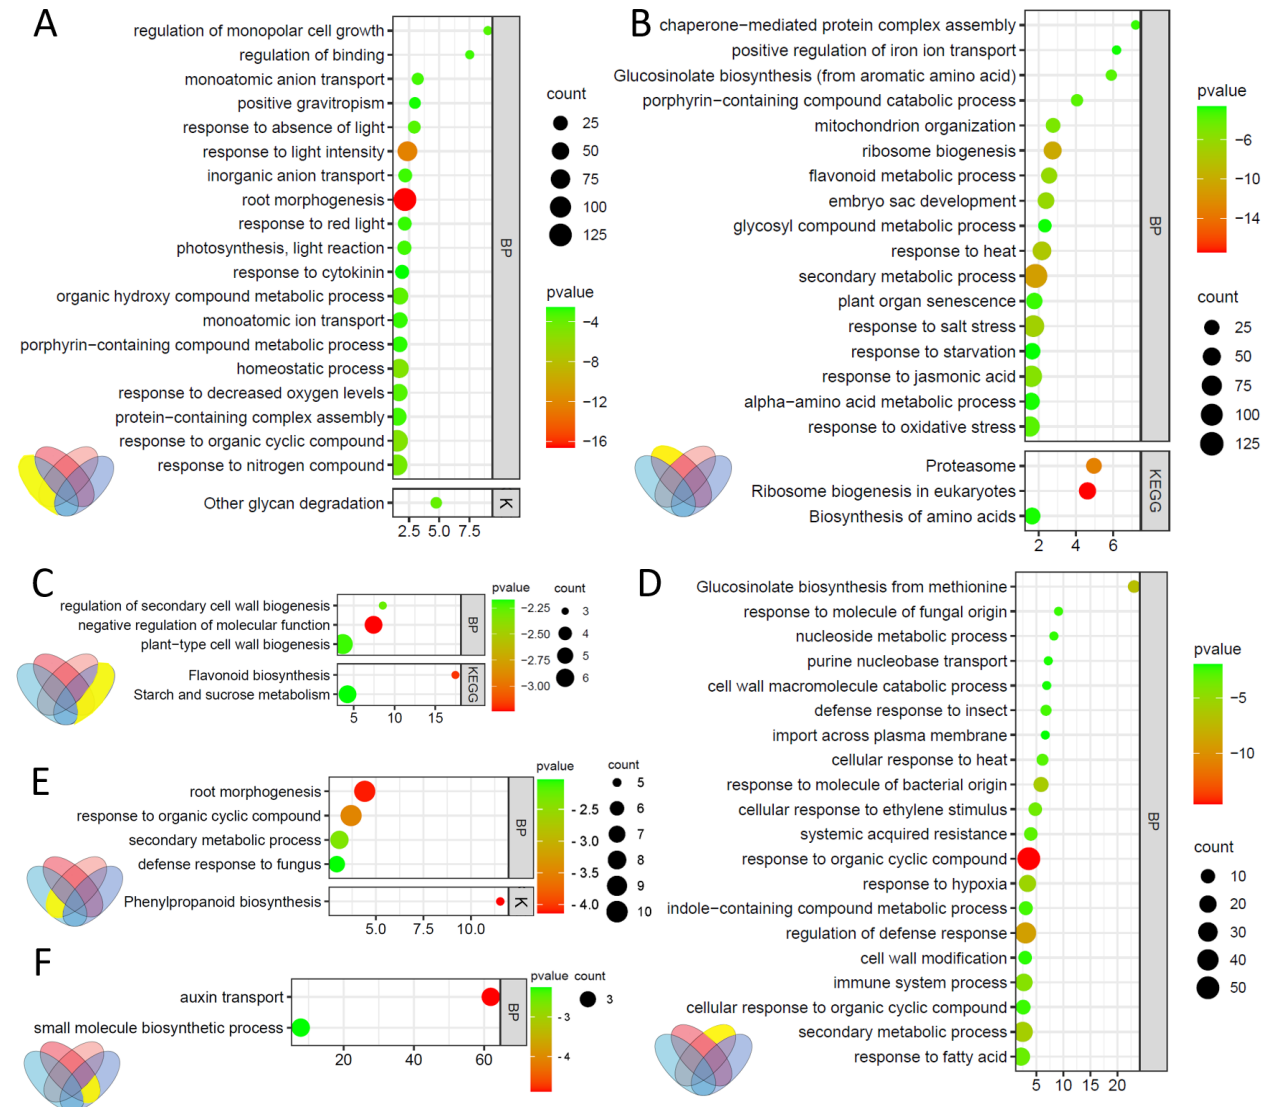 A
regulation of monopolar cell growth
regulation of binding
monoatomic anion transport
positive gravitropism
response to absence of light
response to light intensity
inorganic anion transport
root morphogenesis
response to red light
photosynthesis, light reaction
response to cytokinin
organic hydroxy compound metabolic process
monoatomic ion transport
porphyrin−containing compound metabolic process
homeostatic process
response to decreased oxygen levels
protein−containing complex assembly
response to organic cyclic compound
response to nitrogen compound
BP
Other glycan degradation
K
2.5 5.0 7.5
count
25
50
75
100
125
pvalue
−4
−8
−12
−16
B
chaperone−mediated protein complex assembly
positive regulation of iron ion transport
Glucosinolate biosynthesis (from aromatic amino acid)
porphyrin−containing compound catabolic process
mitochondrion organization
ribosome biogenesis
flavonoid metabolic process
embryo sac development
glycosyl compound metabolic process
response to heat
secondary metabolic process
plant organ senescence
response to salt stress
response to starvation
response to jasmonic acid
alpha−amino acid metabolic process
response to oxidative stress
BP
Proteasome
Ribosome biogenesis in eukaryotes
Biosynthesis of amino acids
KEGG
2 4 6
pvalue
−6
−10
−14
count
25
50
75
100
125
C
regulation of secondary cell wall biogenesis
negative regulation of molecular function
plant−type cell wall biogenesis
BP
Flavonoid biosynthesis
Starch and sucrose metabolism
KEGG
5 10 15
pvalue
−2.25
−2.50
−2.75
−3.00
count
3
4
5
6
D
Glucosinolate biosynthesis from methionine
response to molecule of fungal origin
nucleoside metabolic process
purine nucleobase transport
cell wall macromolecule catabolic process
defense response to insect
import across plasma membrane
cellular response to heat
response to molecule of bacterial origin
cellular response to ethylene stimulus
systemic acquired resistance
response to organic cyclic compound
response to hypoxia
indole−containing compound metabolic process
regulation of defense response
cell wall modification
immune system process
cellular response to organic cyclic compound
secondary metabolic process
response to fatty acid
BP
5 10 15 20
pvalue
−5
−10
count
10
20
30
40
50
E
root morphogenesis
response to organic cyclic compound
secondary metabolic process
defense response to fungus
BP
Phenylpropanoid biosynthesis
K
5.0 7.5 10.0
pvalue
−2.5
−3.0
−3.5
−4.0
count
5
6
7
8
9
10
F
auxin transport
small molecule biosynthetic process
BP
20 40 60
pvalue
−3
−4
count
3